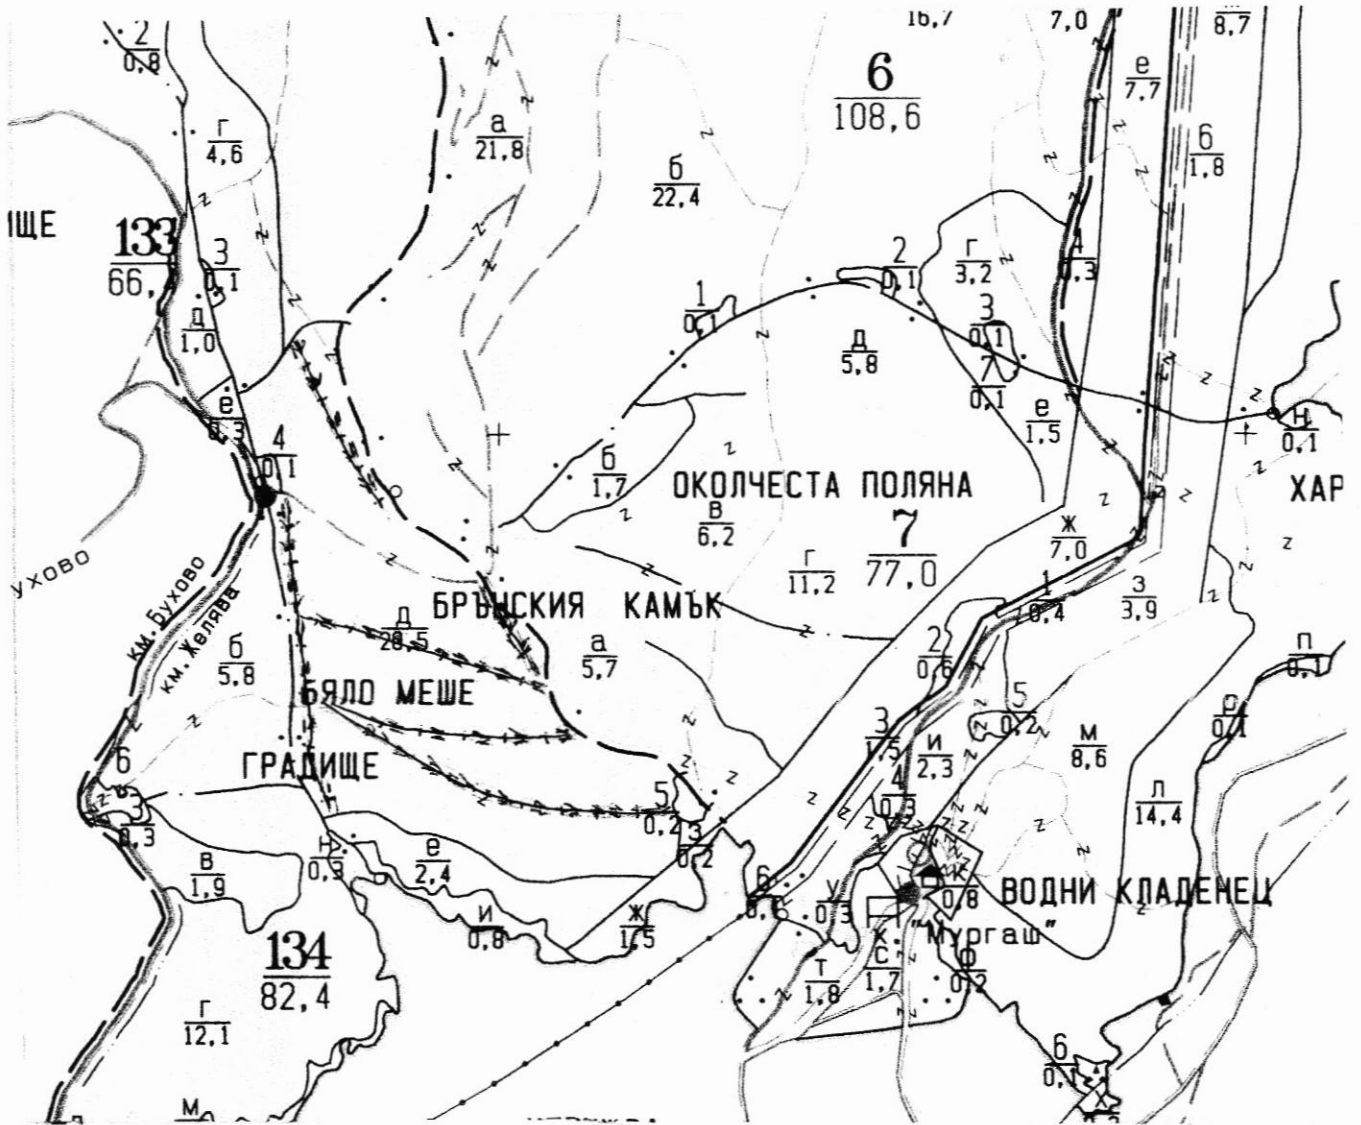 2
0,8
16,7
7,0
8,7
6
108,6
е
7,7
г
4,6
а
21,8
б
1,8
б
22,4
ИЩЕ
133
66,
3
0,1
2
0,1
г
3,2
4
0,3
1
0,1
3
0,1
д
1,0
д
5,8
7
0,1
е
0,3
е
1,5
н
0,1
4
0,1
б
1,7
ОКОЛЧЕСТА ПОЛЯНА
ХАР
в
6,2
7
77,0
ж
7,0
г
11,2
УХОВО
км. Бухово
км. Желява
1
0,4
з
3,9
БРЪНСКИЯ КАМЪК
д
20,5
б
5,8
а
5,7
2
0,6
п
0,1
БЯЛО МЕШЕ
5
0,2
р
0,1
3
1,5
и
2,3
м
8,6
ГРАДИЩЕ
6
3
0,3
5
0,2
4
0,3
л
14,4
з
0,2
н
0,3
е
2,4
в
1,9
6
у
0,3
к
0,8
ВОДНИ КЛАДЕНЕЦ
и
0,8
ж
1,5
х
"Мургаш"
134
82,4
т
1,8
с
1,7
ф
0,2
г
12,1
6
0,1
м
х